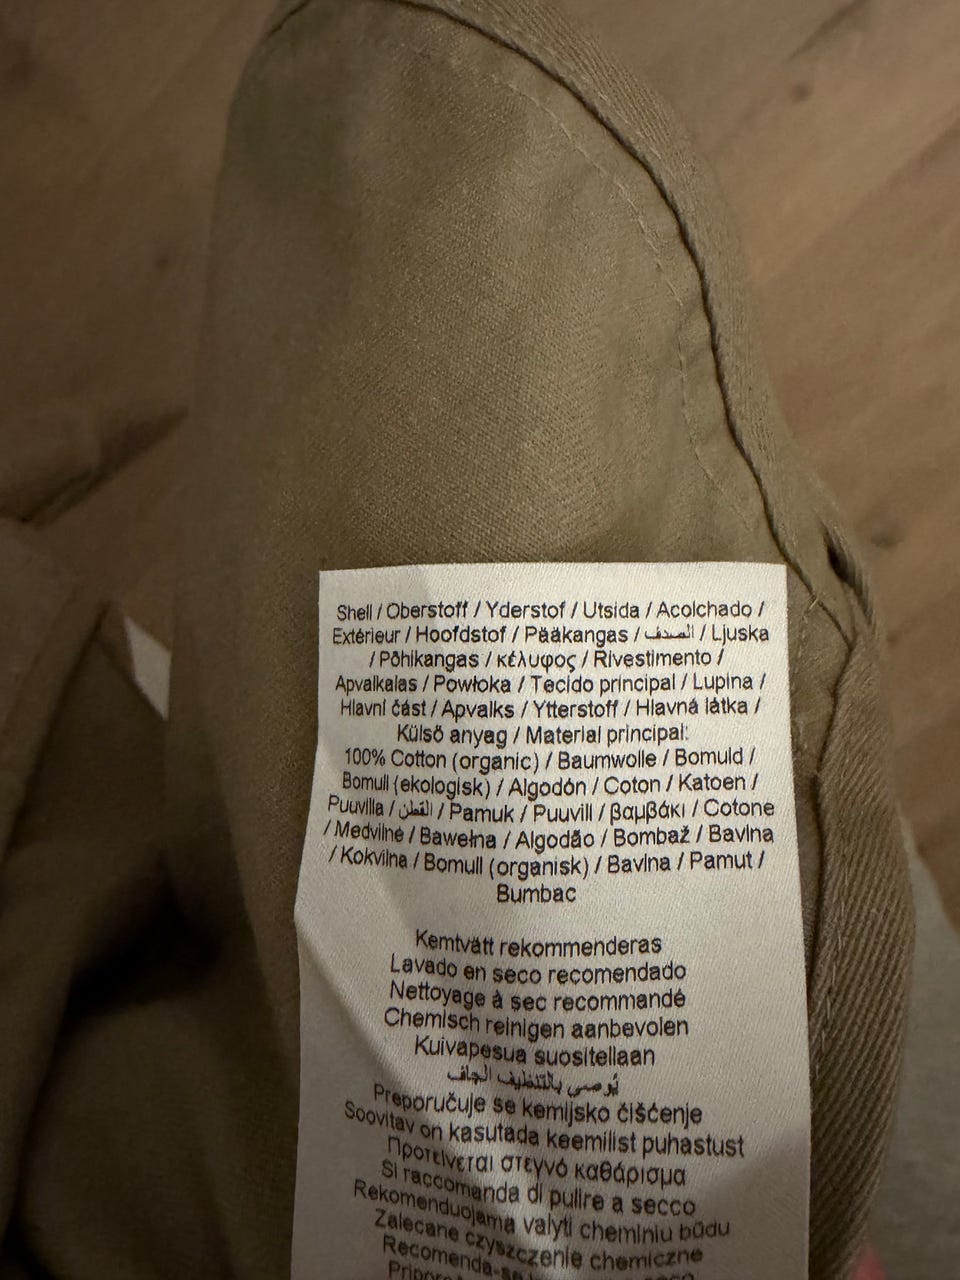 Shell / Oberstoff / Yderstof / Utsida / Acolchado /
Extérieur / Hoofdstof / Pääkangas / الصدف / Ljuska
/ Põhikangas / κέλυφος / Rivestimento /
Apvalkalas / Powłoka / Tecido principal / Lupina /
Hlavní část / Apvalks / Ytterstoff / Hlavná látka /
Külső anyag / Material principal:
100% Cotton (organic) / Baumwolle / Bomuld /
Bomull (ekologisk) / Algodón / Coton / Katoen /
Puuvilla / القطن / Pamuk / Puuvill / βαμβάκι / Cotone
/ Medvilnė / Bawełna / Algodão / Bombaž / Bavlna
/ Kokvilna / Bomull (organisk) / Bavlna / Pamut /
Bumbac
Kemtvätt rekommenderas
Lavado en seco recomendado
Nettoyage à sec recommandé
Chemisch reinigen aanbevolen
Kuivapesua suositellaan
يُوصي بالتنظيف الجاف
Preporučuje se kemijsko čišćenje
Soovitav on kasutada keemilist puhastust
Προτείνεται στεγνό καθάρισμα
Si raccomanda di pulire a secco
Rekomenduojama valyti cheminiu būdu
Zalecane czyszczenie chemiczne
Recomenda-se